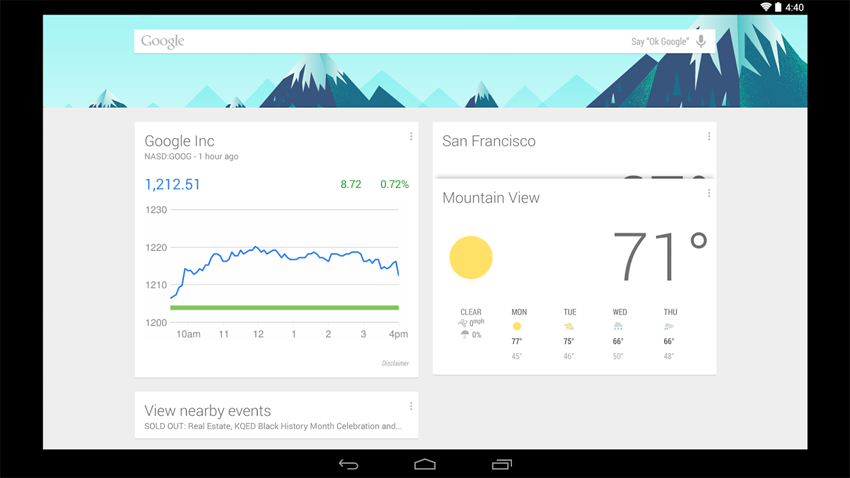 4:40
Google
Say "Ok Google"
Google Inc
NASD:GOOG - 1 hour ago
1,212.51 8.72 0.72%
1230
1220
1210
1200
10am 11 12 1 2 3 4pm
Disclaimer
View nearby events
SOLD OUT: Real Estate, KQED Black History Month Celebration and...
San Francisco
Mountain View
71°
CLEAR MON TUE WED THU
0mph
0%
77° 75° 66° 66°
45° 46° 50° 48°